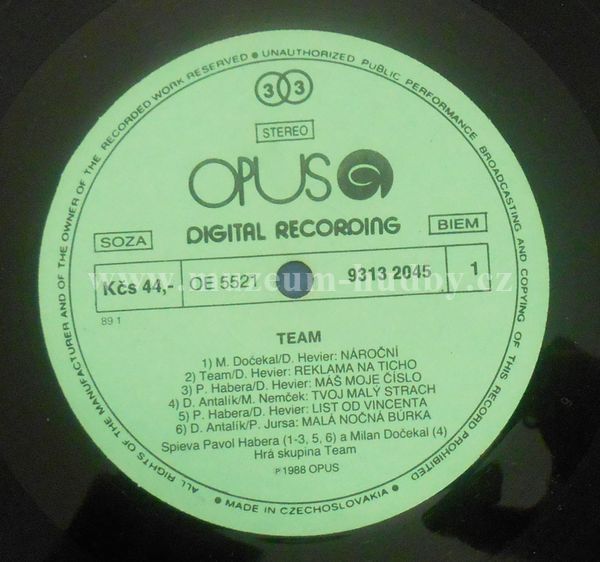 ALL RIGHTS OF THE MANUFACTURER AND OF THE OWNER OF THE RECORDED WORK RESERVED • UNAUTHORIZED PUBLIC PERFORMANCE BROADCASTING AND COPYING OF THIS RECORD PROHIBITED
33
STEREO
OPUS
DIGITAL RECORDING
SOZA
BIEM
Kčs 44,- OE 5521 9313 2045 1
www.muzeum-hudby.cz
89 1
TEAM
1) M. Dočekal/D. Hevier: NÁROČNÍ
2) Team/D. Hevier: REKLAMA NA TICHO
3) P. Habera/D. Hevier: MÁŠ MOJE ČÍSLO
4) D. Antalík/M. Nemček: TVOJ MALÝ STRACH
5) P. Habera/D. Hevier: LIST OD VINCENTA
6) D. Antalík/P. Jursa: MALÁ NOČNÁ BÚRKA
Spieva Pavol Habera (1-3, 5, 6) a Milan Dočekal (4)
Hrá skupina Team
℗ 1988 OPUS
• MADE IN CZECHOSLOVAKIA •